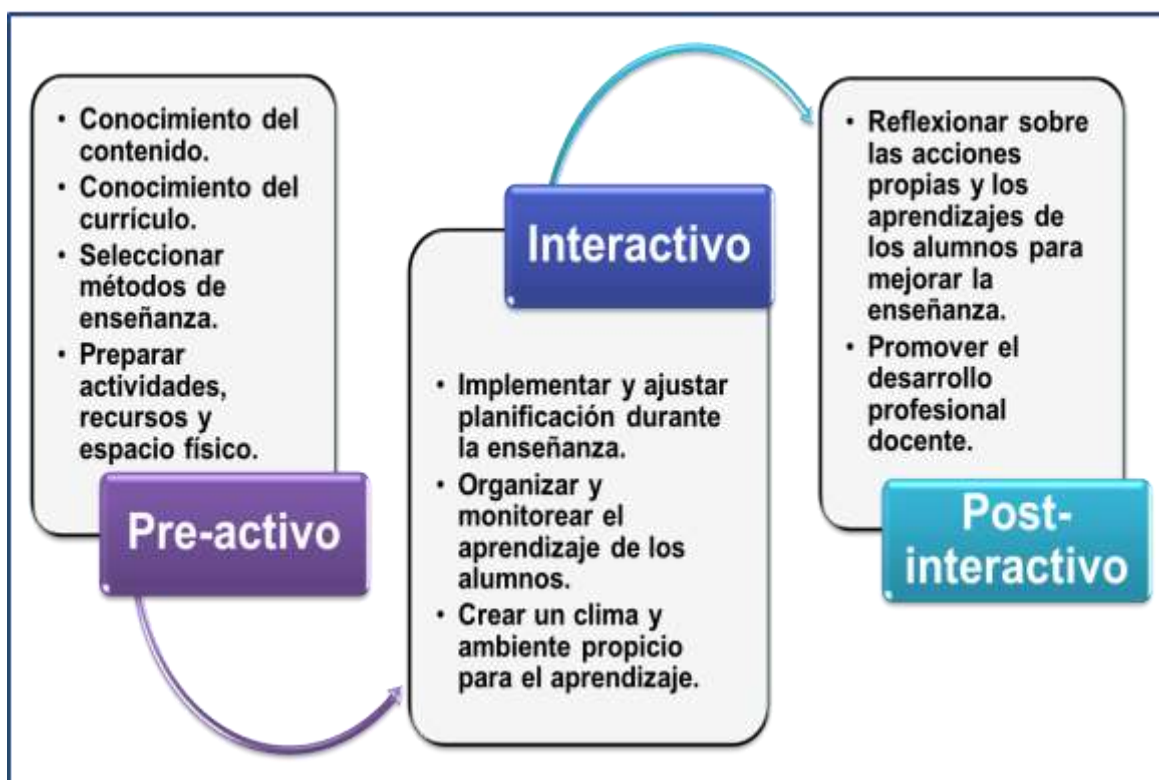 • Conocimiento del
contenido.
• Conocimiento del
currículo.
• Seleccionar
métodos de
enseñanza.
• Preparar
actividades,
recursos y
espacio físico.
Pre-activo
Interactivo
• Implementar y ajustar
planificación durante
la enseñanza.
• Organizar y
monitorear el
aprendizaje de los
alumnos.
• Crear un clima y
ambiente propicio
para el aprendizaje.
• Reflexionar sobre
las acciones
propias y los
aprendizajes de
los alumnos para
mejorar la
enseñanza.
• Promover el
desarrollo
profesional
docente.
Post-
interactivo